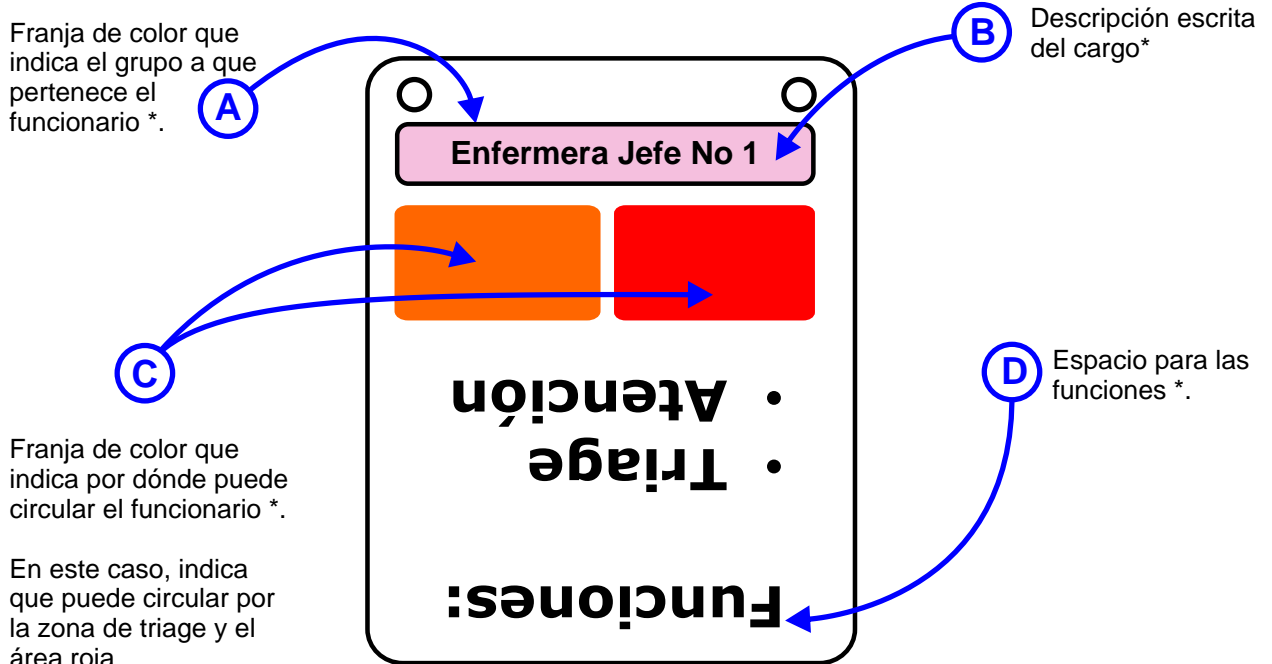 Franja de color que
indica el grupo a que
pertenece el
funcionario *.
A
B
Descripción escrita
del cargo*
Enfermera Jefe No 1
C
Franja de color que
indica por dónde puede
circular el funcionario *.
En este caso, indica
que puede circular por
la zona de triage y el
área roja
D
Espacio para las
funciones *.
Funciones:
• Triage
• Atención